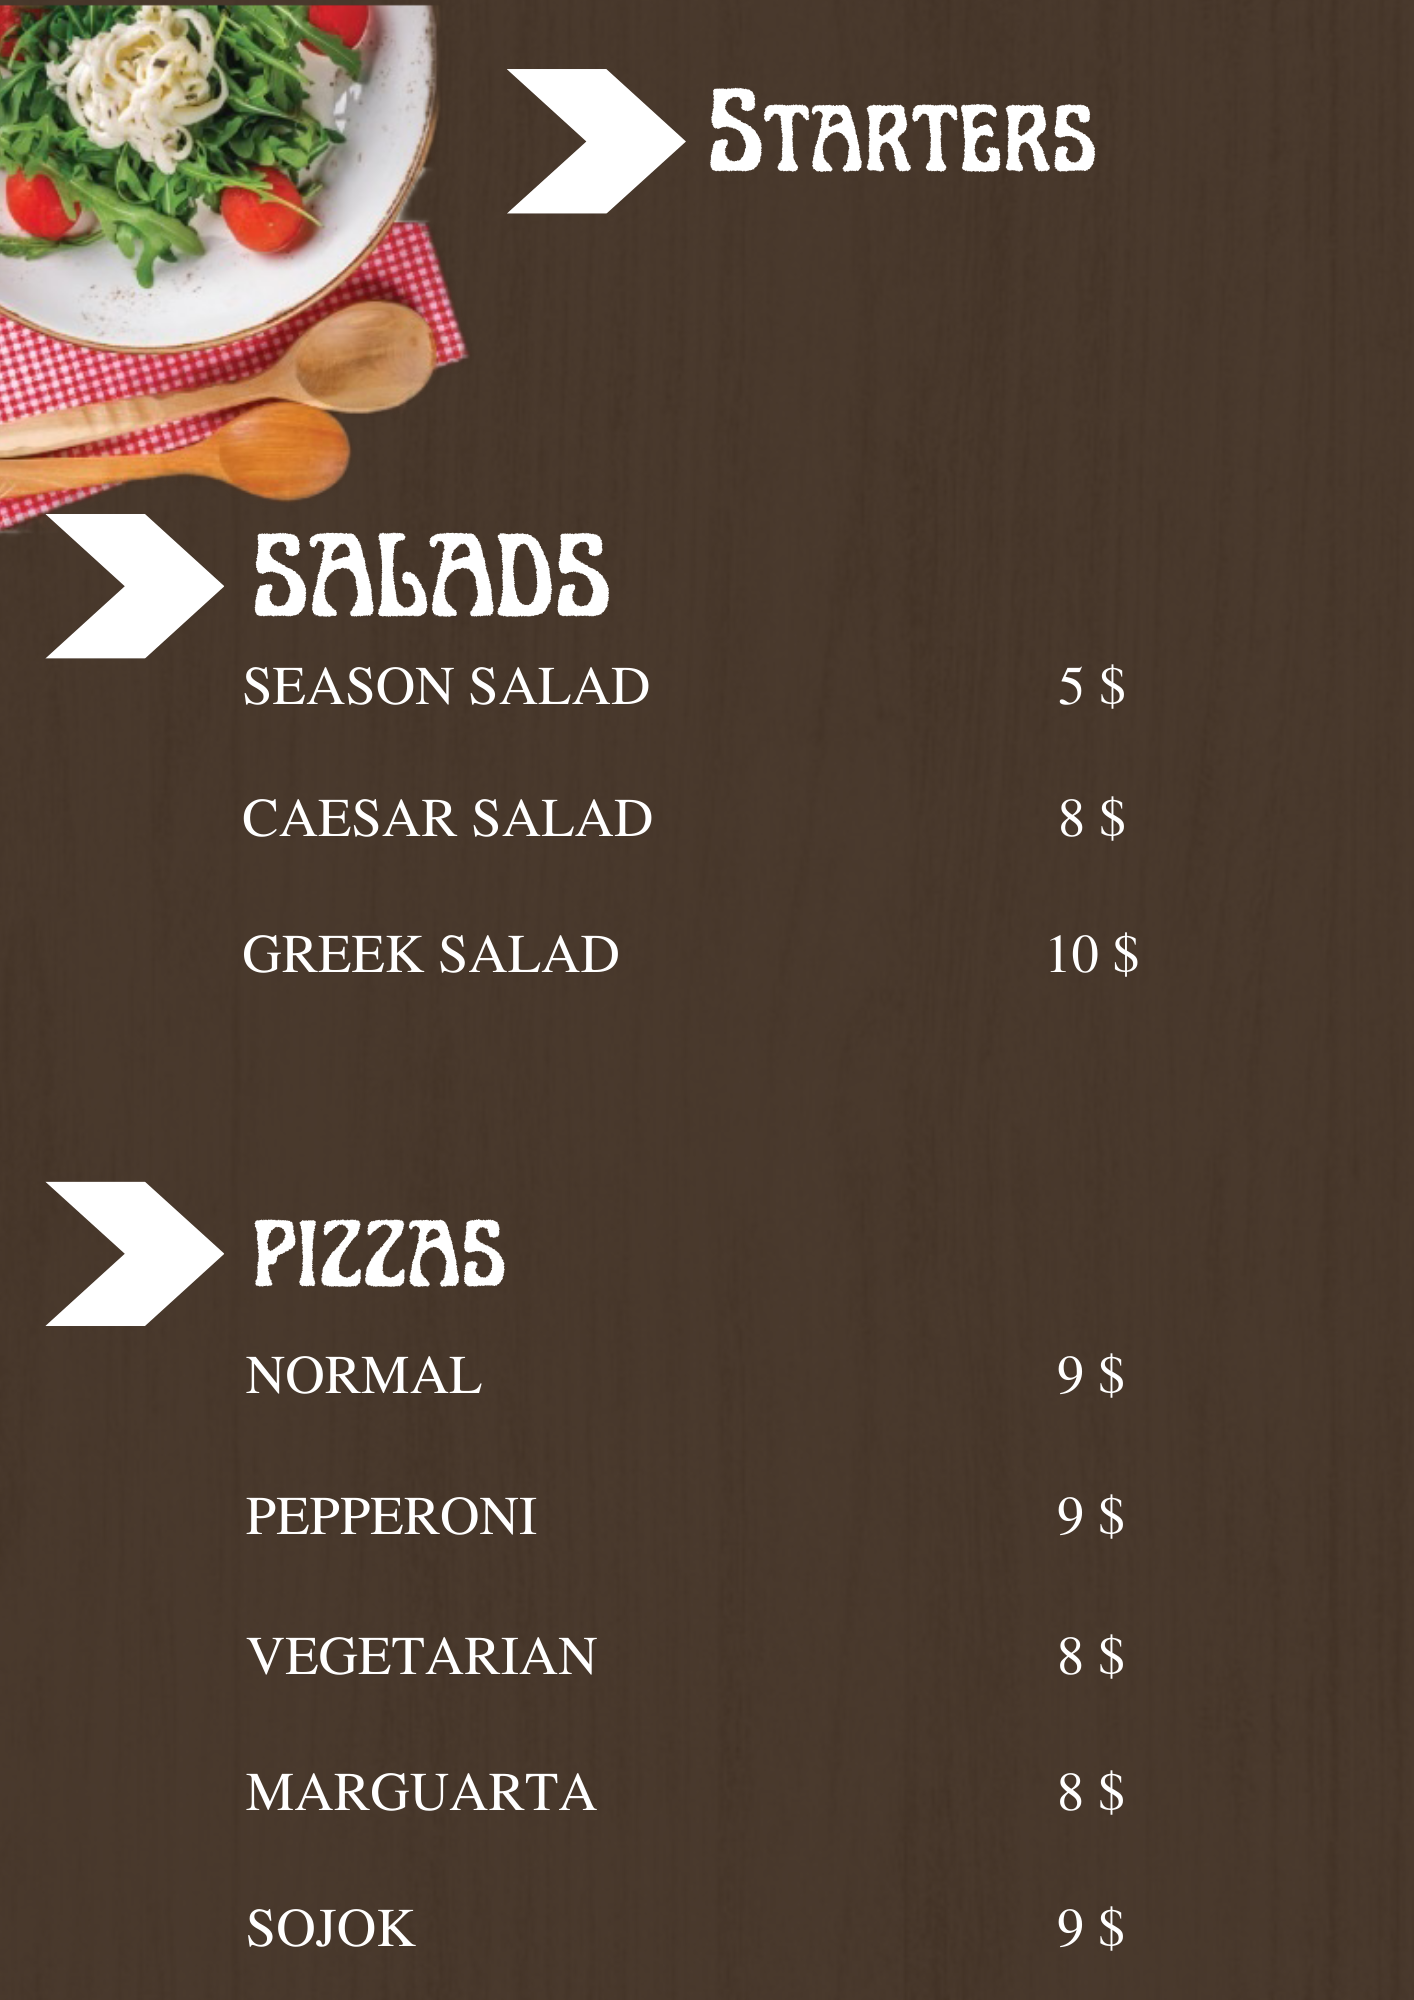 STARTERS
SALADS
SEASON SALAD 5 $
CAESAR SALAD 8 $
GREEK SALAD 10 $
PIZZAS
NORMAL 9 $
PEPPERONI 9 $
VEGETARIAN 8 $
MARGUARTA 8 $
SOJOK 9 $